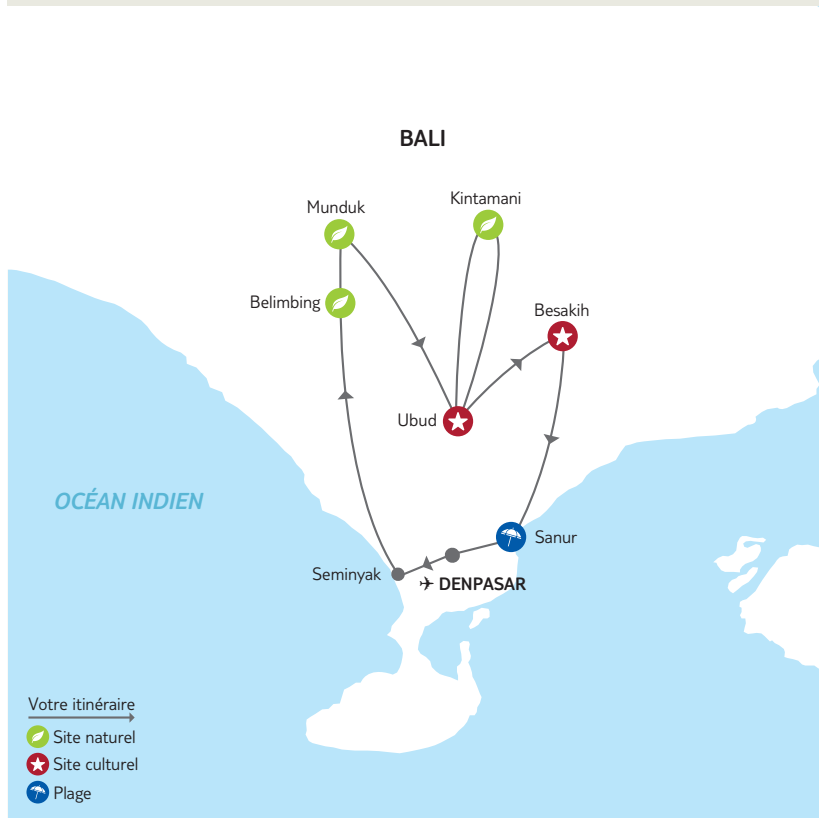 BALI
Kintamani
Munduk
Belimbing
Besakih
Ubud
OCÉAN INDIEN
Sanur
Seminyak
DENPASAR
Votre itinéraire
Site naturel
Site culturel
Plage